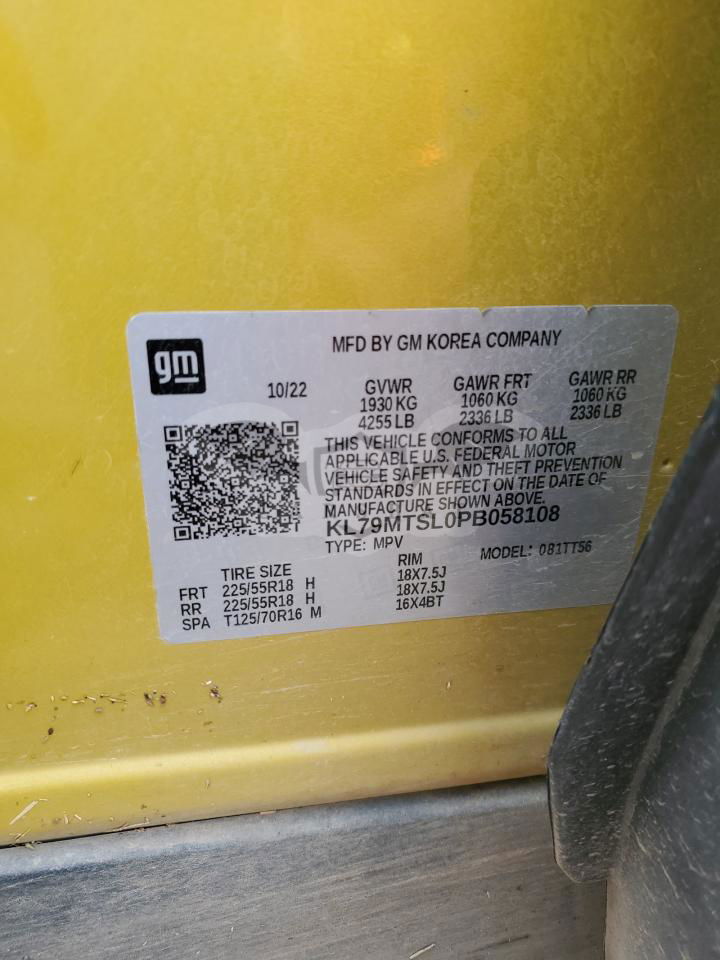 gm
MFD BY GM KOREA COMPANY
10/22
GVWR GAWR FRT GAWR RR
1930 KG 1060 KG 1060 KG
4255 LB 2336 LB 2336 LB
THIS VEHICLE CONFORMS TO ALL
APPLICABLE U.S. FEDERAL MOTOR
VEHICLE SAFETY AND THEFT PREVENTION
STANDARDS IN EFFECT ON THE DATE OF
MANUFACTURE SHOWN ABOVE.
KL79MTSL0PB058108
TYPE: MPV MODEL: 081TT56
TIRE SIZE RIM
FRT 225/55R18 H 18X7.5J
RR 225/55R18 H 18X7.5J
SPA T125/70R16 M 16X4BT